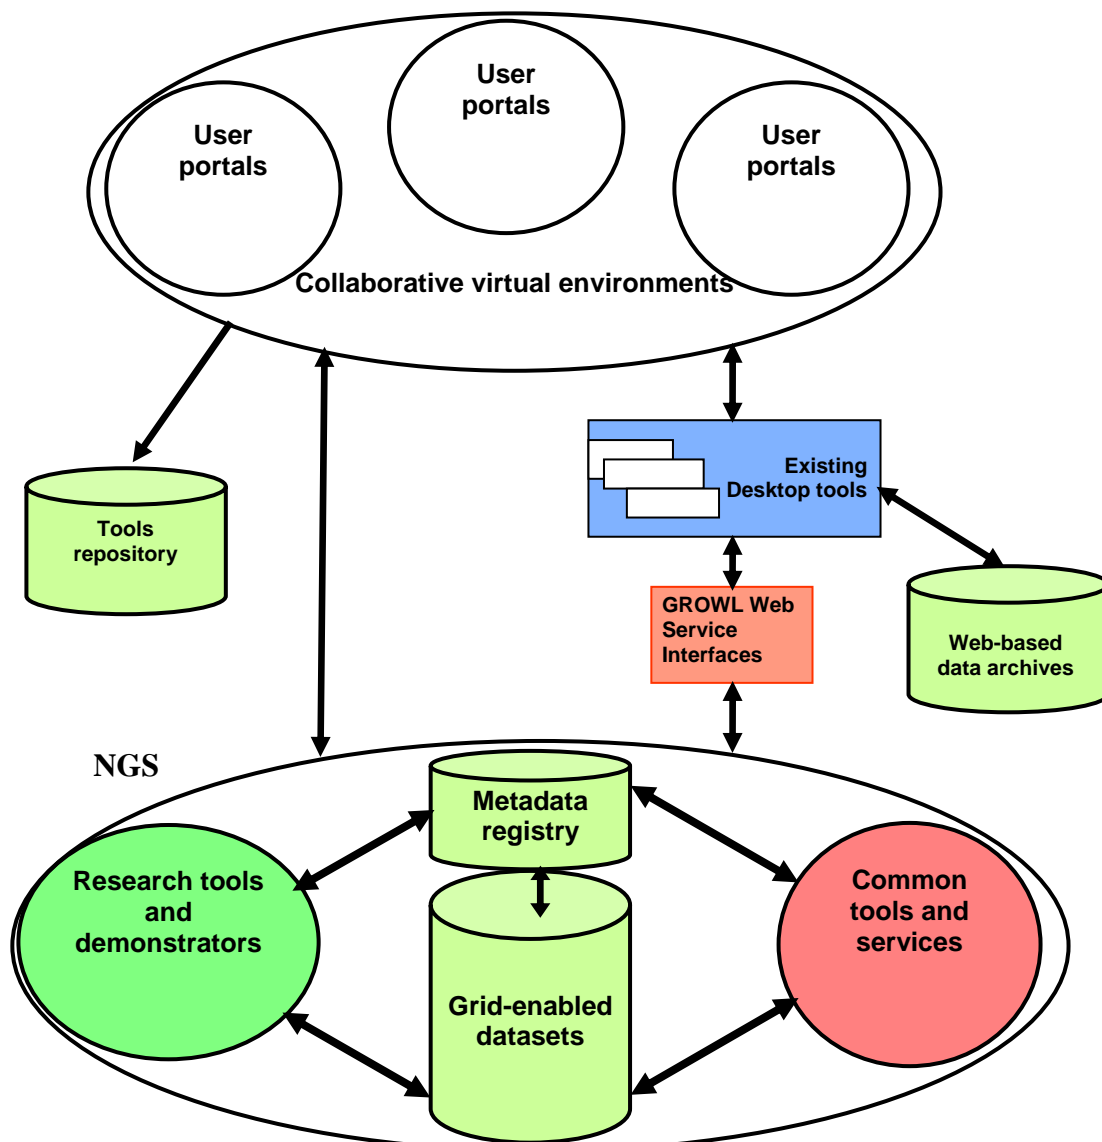 User
portals
User
portals
User
portals
Collaborative virtual environments
Existing
Desktop tools
Tools
repository
GROWL Web
Service
Interfaces
Web-based
data archives
NGS
Metadata
registry
Research tools
and
demonstrators
Common
tools and
services
Grid-enabled
datasets